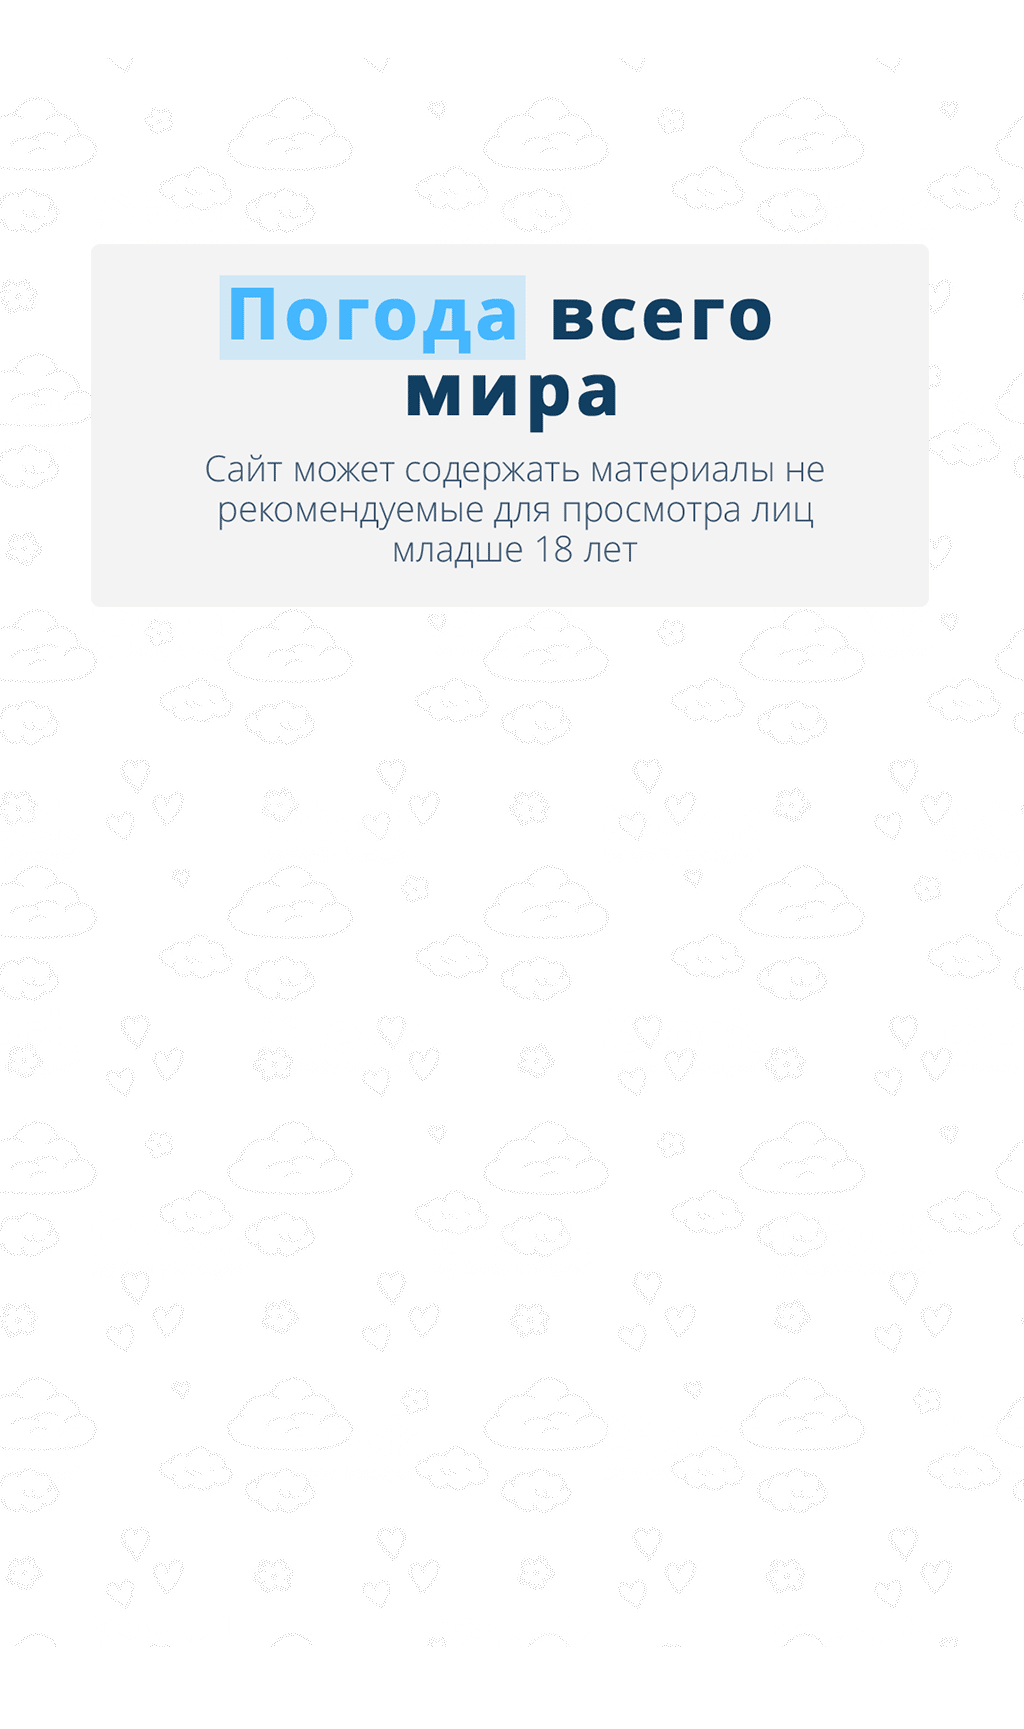 Погода всего
мира
Сайт может содержать материалы не
рекомендуемые для просмотра лиц
младше 18 лет